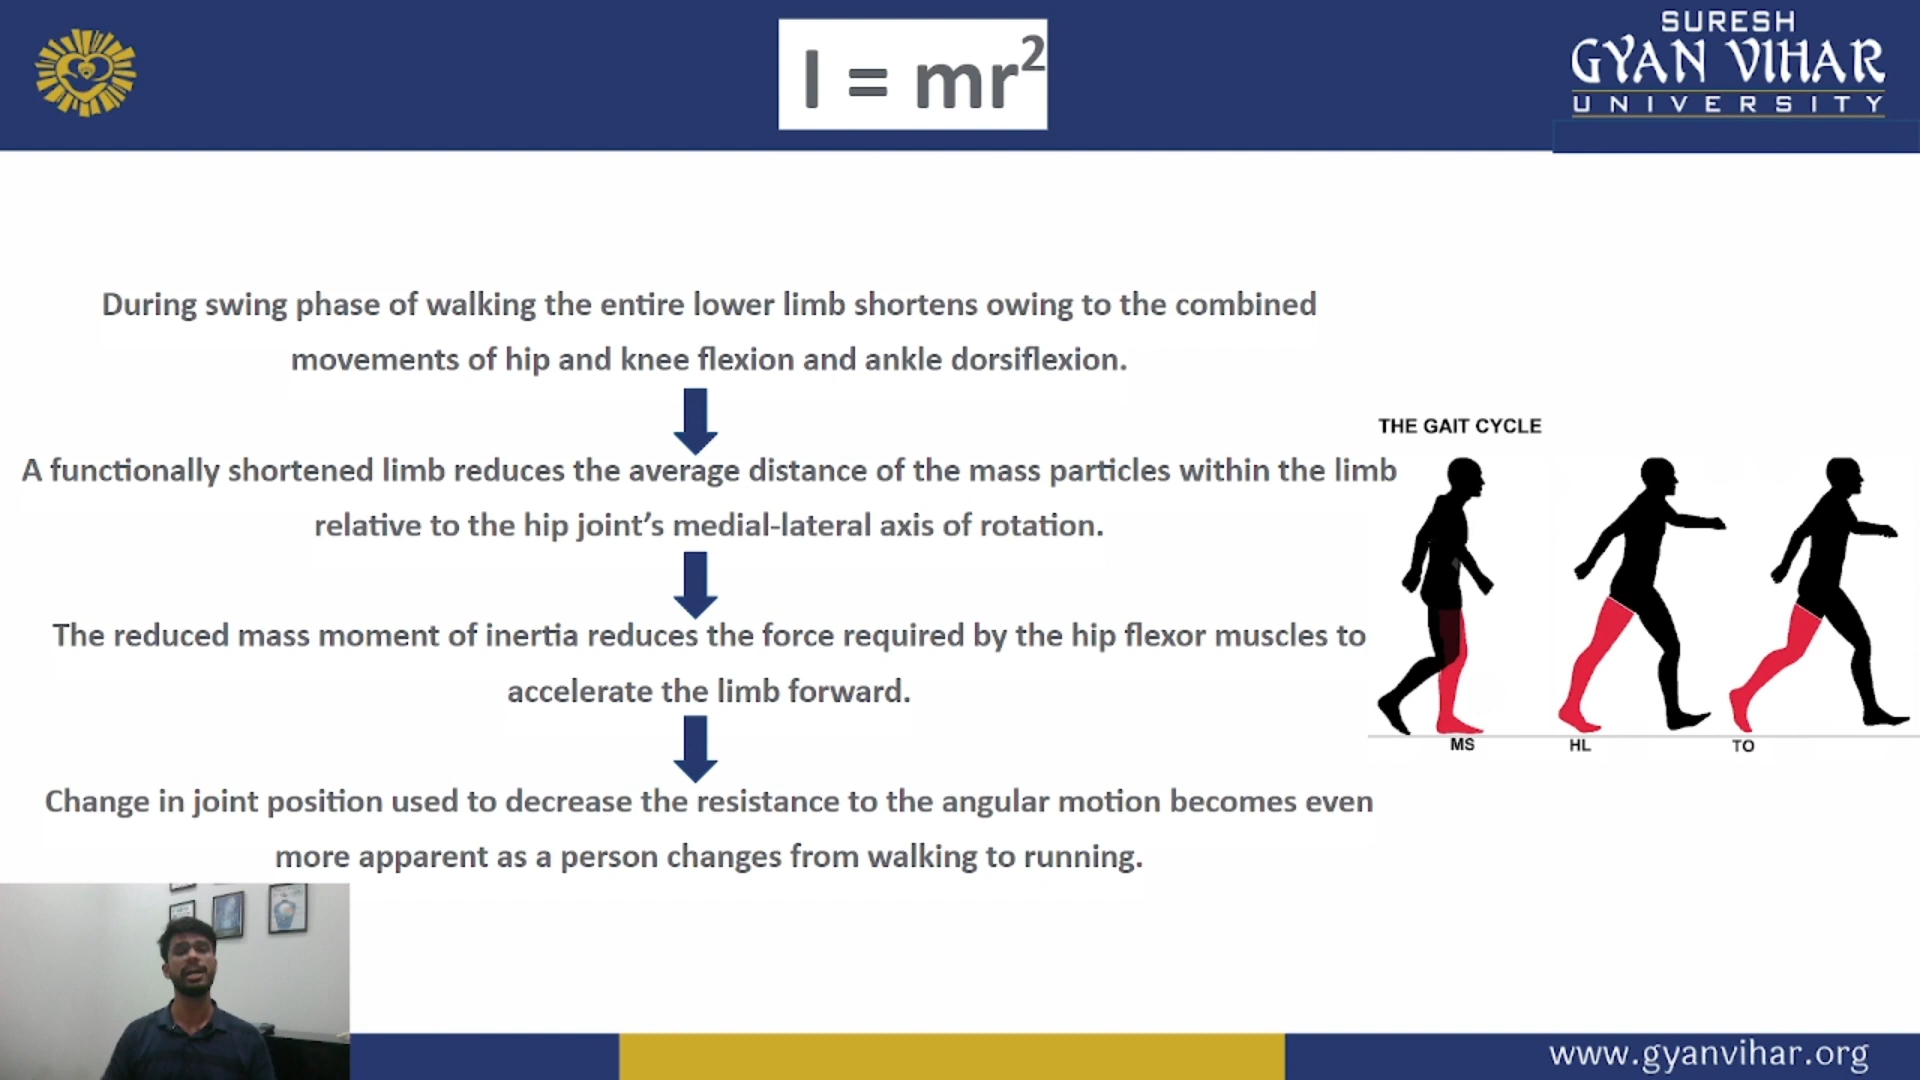 I = mr²
SURESH
GYAN VIHAR
UNIVERSITY
During swing phase of walking the entire lower limb shortens owing to the combined
movements of hip and knee flexion and ankle dorsiflexion.
A functionally shortened limb reduces the average distance of the mass particles within the limb
relative to the hip joint’s medial-lateral axis of rotation.
The reduced mass moment of inertia reduces the force required by the hip flexor muscles to
accelerate the limb forward.
Change in joint position used to decrease the resistance to the angular motion becomes even
more apparent as a person changes from walking to running.
THE GAIT CYCLE
MS HL TO
www.gyanvihar.org